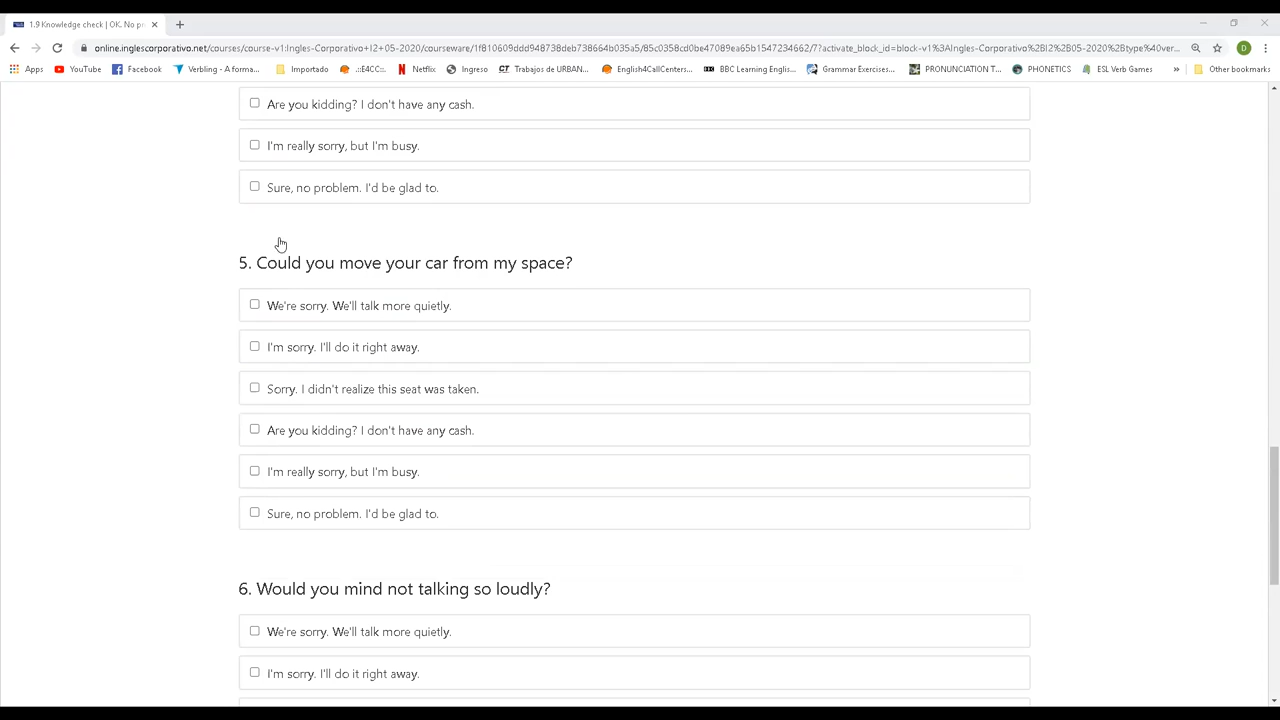 1.9 Knowledge check | OK. No pr
online.inglescorporativo.net/courses/course-v1:Ingles-Corporativo+I2+05-2020/courseware/1f810609ddd948738deb738664b035a5/85c0358cd0be47089e65b1547234662/?activate_block_id=block-v1%3AIngles-Corporativo%2BI2%2B05-2020%2Btype%40ver...
D
Apps YouTube Facebook Verbling - A forma... Importado .::E4CC::. Netflix Ingreso CT Trabajos de URBAN... English4CallCenters... BBC Learning Englis... Grammar Exercises... PRONUNCIATION T... PHONETICS ESL Verb Games » Other bookmarks
Are you kidding? I don't have any cash.
I'm really sorry, but I'm busy.
Sure, no problem. I'd be glad to.
5. Could you move your car from my space?
We're sorry. We'll talk more quietly.
I'm sorry. I'll do it right away.
Sorry. I didn't realize this seat was taken.
Are you kidding? I don't have any cash.
I'm really sorry, but I'm busy.
Sure, no problem. I'd be glad to.
6. Would you mind not talking so loudly?
We're sorry. We'll talk more quietly.
I'm sorry. I'll do it right away.